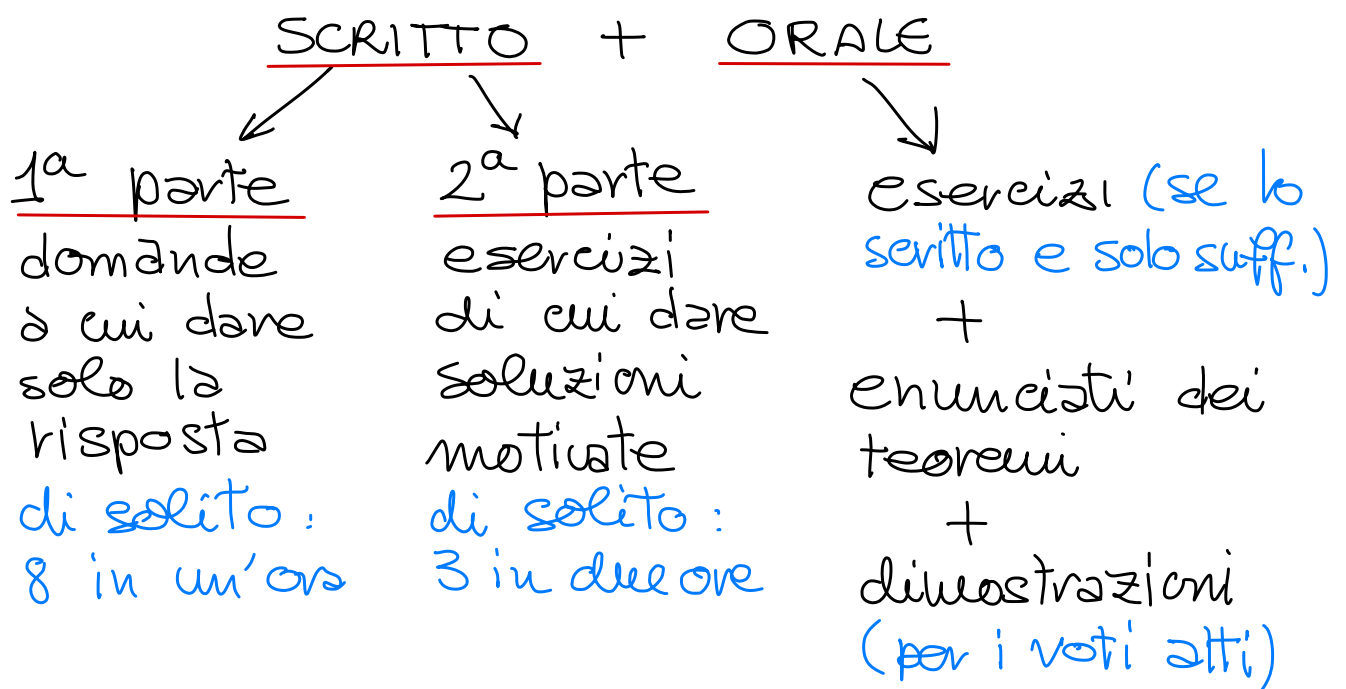 SCRITTO + ORALE
1ª parte
domande
a cui dare
solo la
risposta
di solito:
8 in un'ora
2ª parte
esercizi
di cui dare
soluzioni
motivate
di solito:
3 in due ore
esercizi (se lo
scritto e solo suff.)
+
enunciati dei
teoremi
+
dimostrazioni
(per i voti alti)